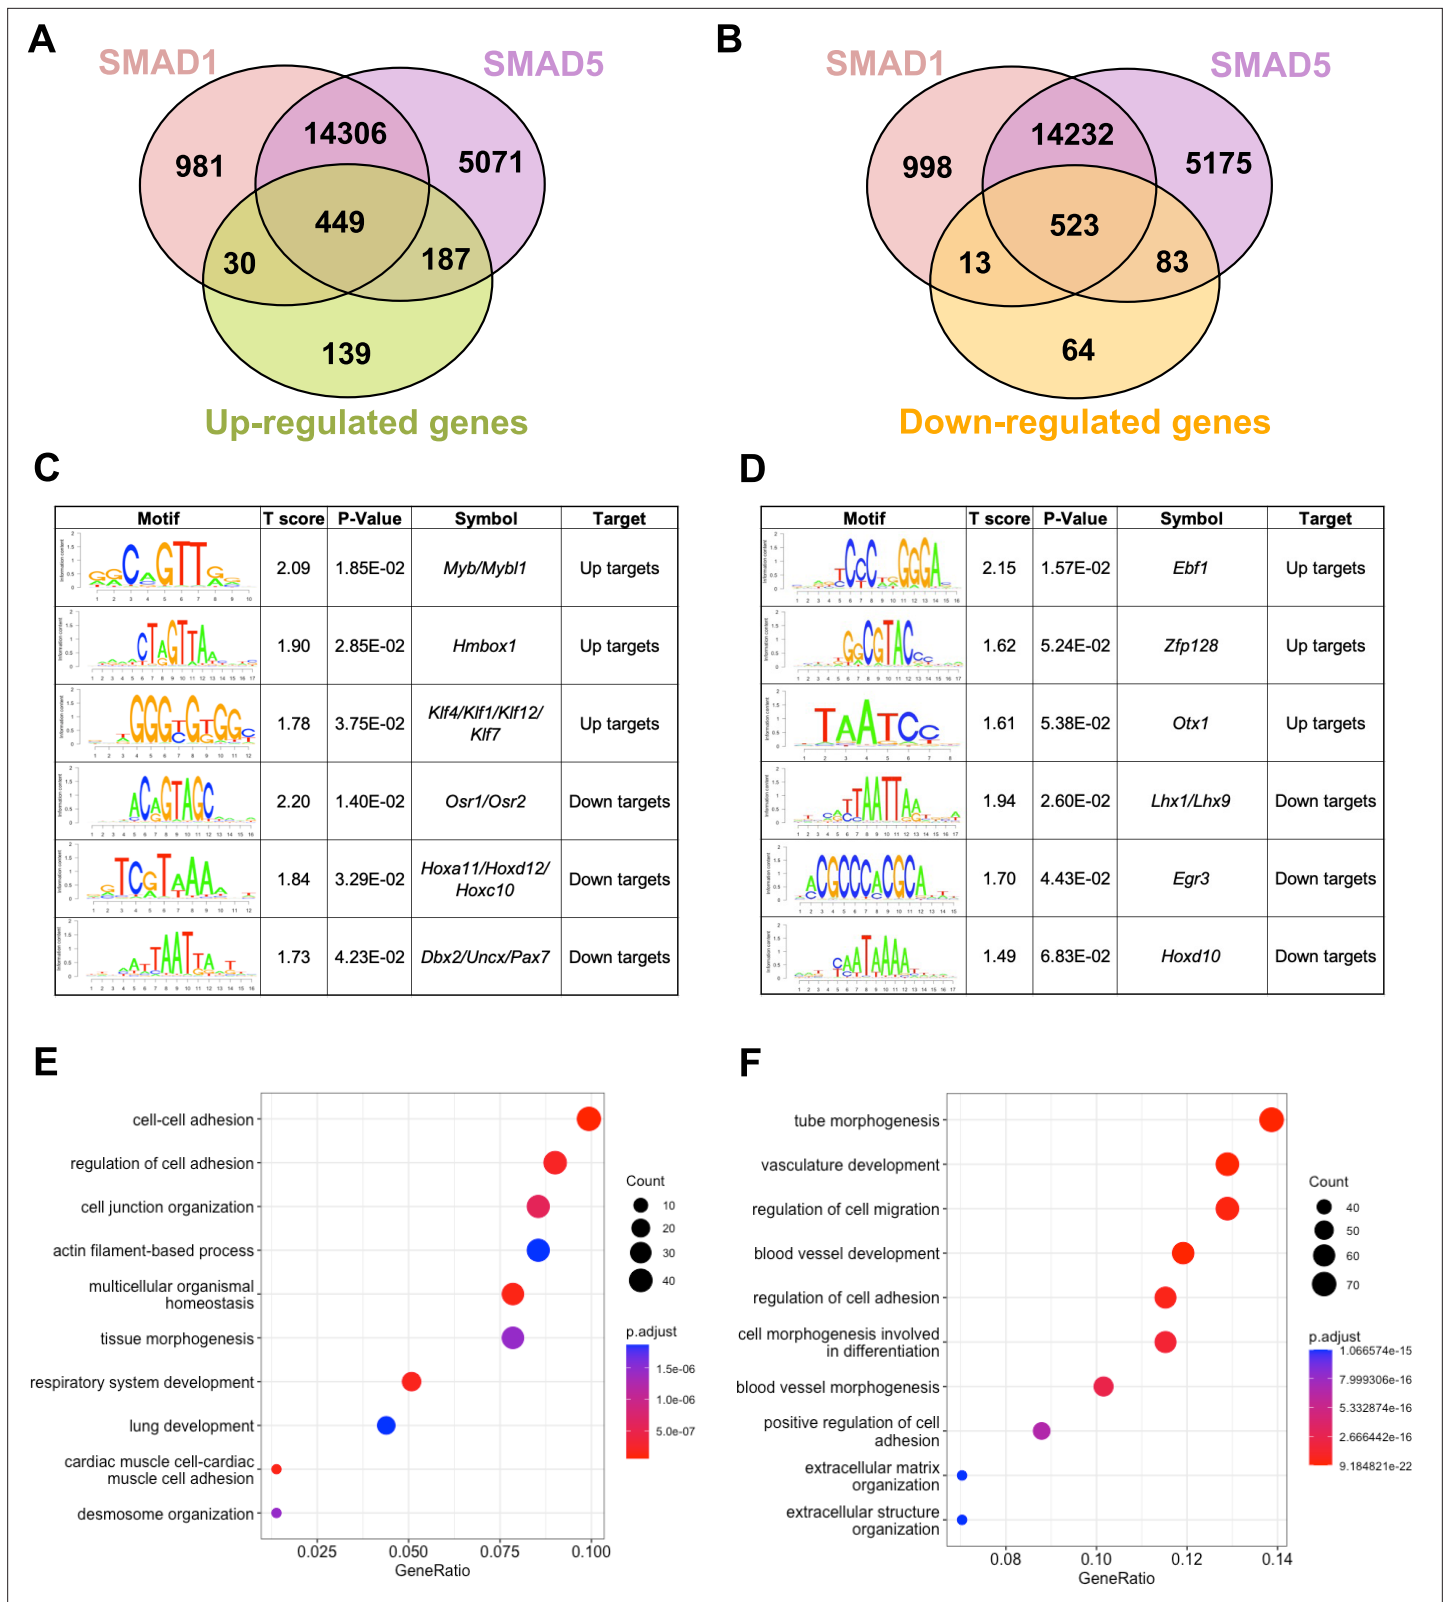 A
SMAD1
SMAD5
14306
981
5071
449
30
187
139
Up-regulated genes
B
SMAD1
SMAD5
14232
998
5175
523
13
83
64
Down-regulated genes
C
Motif T score P-Value Symbol Target
2.09 1.85E-02 Myb/Mybl1 Up targets
1.90 2.85E-02 Hmbox1 Up targets
1.78 3.75E-02 Klf4/Klf1/Klf12/
Klf7 Up targets
2.20 1.40E-02 Osr1/Osr2 Down targets
1.84 3.29E-02 Hoxa11/Hoxd12/
Hoxc10 Down targets
1.73 4.23E-02 Dbx2/Uncx/Pax7 Down targets
D
Motif T score P-Value Symbol Target
2.15 1.57E-02 Ebf1 Up targets
1.62 5.24E-02 Zfp128 Up targets
1.61 5.38E-02 Otx1 Up targets
1.94 2.60E-02 Lhx1/Lhx9 Down targets
1.70 4.43E-02 Egr3 Down targets
1.49 6.83E-02 Hoxd10 Down targets
E
cell-cell adhesion
regulation of cell adhesion
cell junction organization
actin filament-based process
multicellular organismal
homeostasis
tissue morphogenesis
respiratory system development
lung development
cardiac muscle cell-cardiac
muscle cell adhesion
desmosome organization
0.025 0.050 0.075 0.100
GeneRatio
Count
10
20
30
40
p.adjust
1.5e-06
1.0e-06
5.0e-07
F
tube morphogenesis
vasculature development
regulation of cell migration
blood vessel development
regulation of cell adhesion
cell morphogenesis involved
in differentiation
blood vessel morphogenesis
positive regulation of cell
adhesion
extracellular matrix
organization
extracellular structure
organization
0.08 0.10 0.12 0.14
GeneRatio
Count
40
50
60
70
p.adjust
1.066574e-15
7.999306e-16
5.332874e-16
2.666442e-16
9.184821e-22